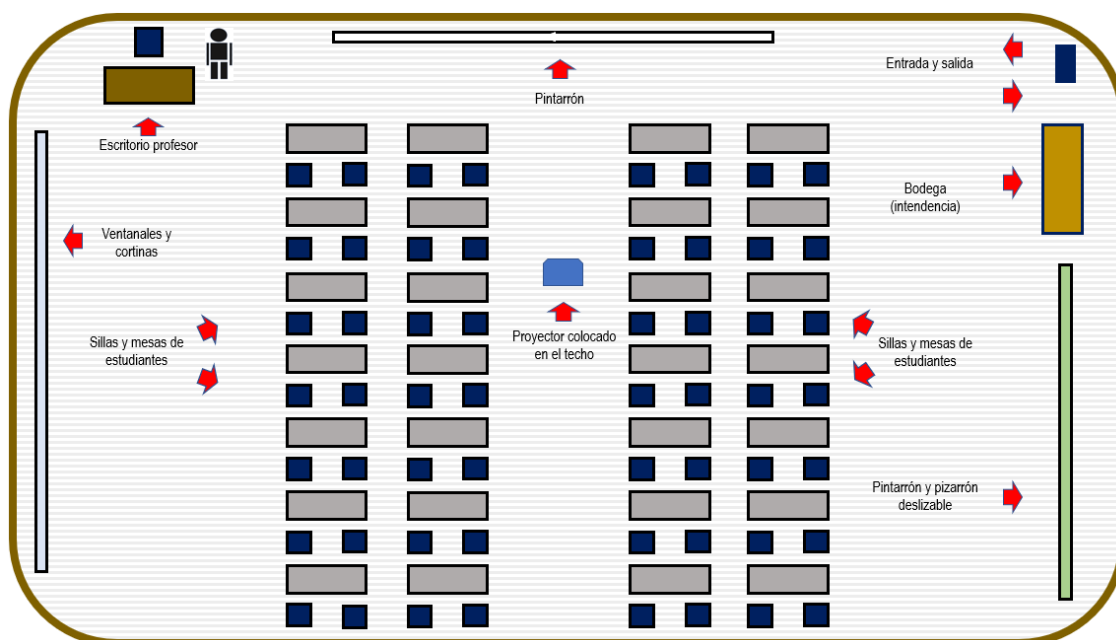 Entrada y salida
Pintarrón
Escritorio profesor
Bodega
(intendencia)
Ventanales y
cortinas
Sillas y mesas de
estudiantes
Proyector colocado
en el techo
Sillas y mesas de
estudiantes
Pintarrón y pizarrón
deslizable